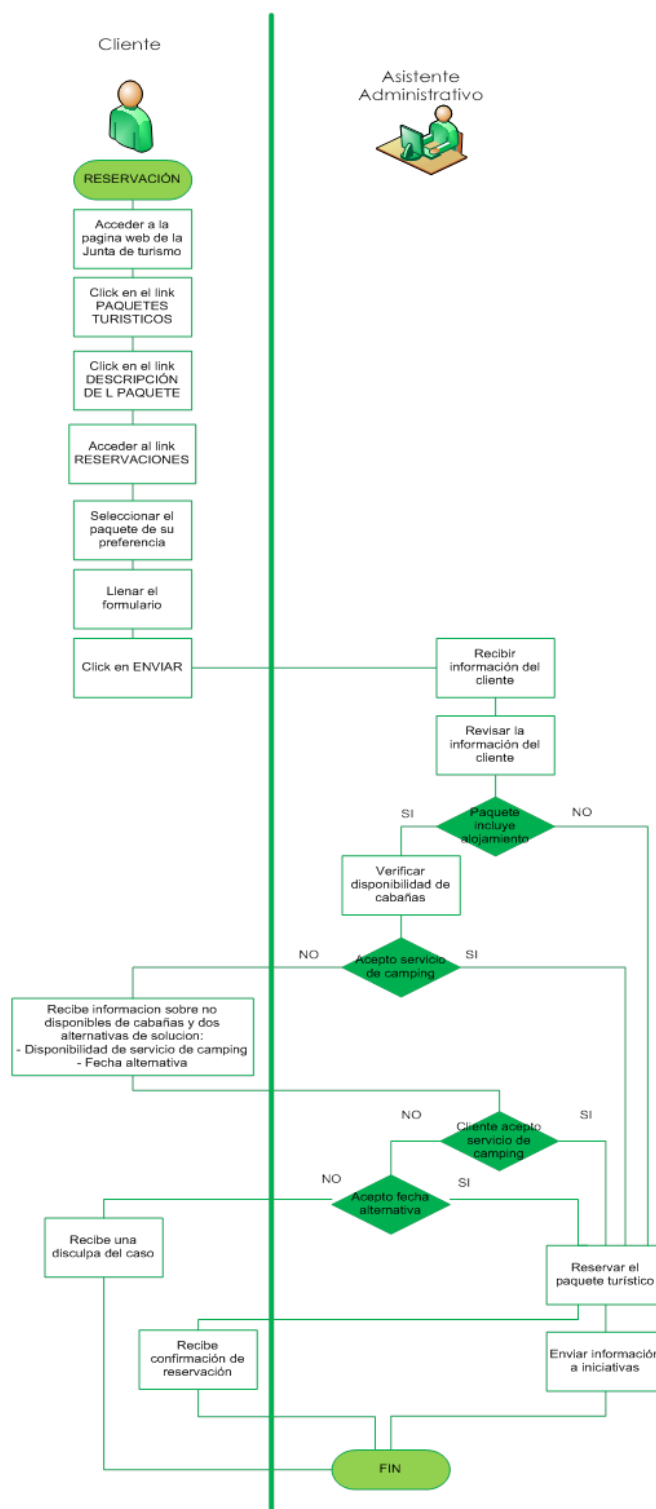 Cliente
Asistente
Administrativo
RESERVACIÓN
Acceder a la
pagina web de la
Junta de turismo
Click en el link
PAQUETES
TURISTICOS
Click en el link
DESCRIPCIÓN
DE L PAQUETE
Acceder al link
RESERVACIONES
Seleccionar el
paquete de su
preferencia
Llenar el
formulario
Click en ENVIAR
Recibir
información del
cliente
Revisar la
información del
cliente
SI
Paquete
incluye
alojamiento
NO
Verificar
disponibilidad de
cabañas
NO
Acepto servicio
de camping
SI
Recibe informacion sobre no
disponibles de cabañas y dos
alternativas de solucion:
- Disponibilidad de servicio de camping
- Fecha alternativa
NO
Cliente acepto
servicio de
camping
SI
NO
Acepto fecha
alternativa
SI
Recibe una
disculpa del caso
Reservar el
paquete turístico
Recibe
confirmación de
reservación
Enviar información
a iniciativas
FIN